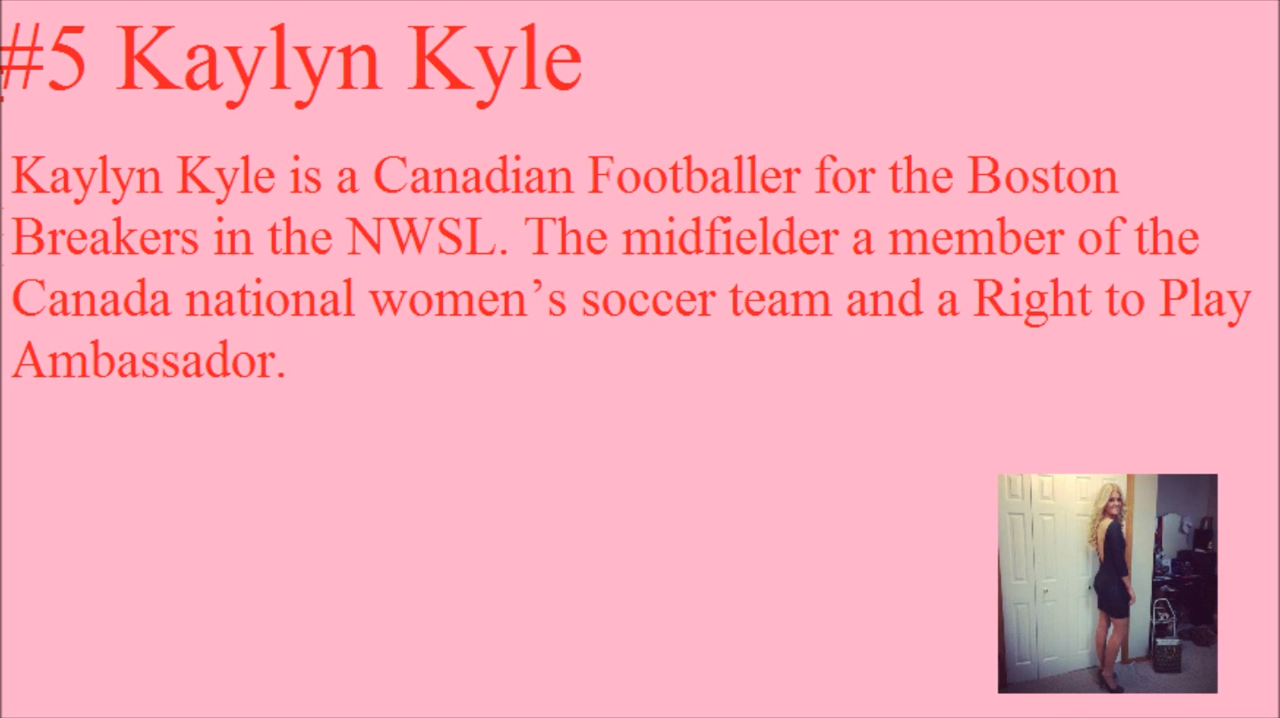 #5 Kaylyn Kyle
Kaylyn Kyle is a Canadian Footballer for the Boston
Breakers in the NWSL. The midfielder a member of the
Canada national women’s soccer team and a Right to Play
Ambassador.